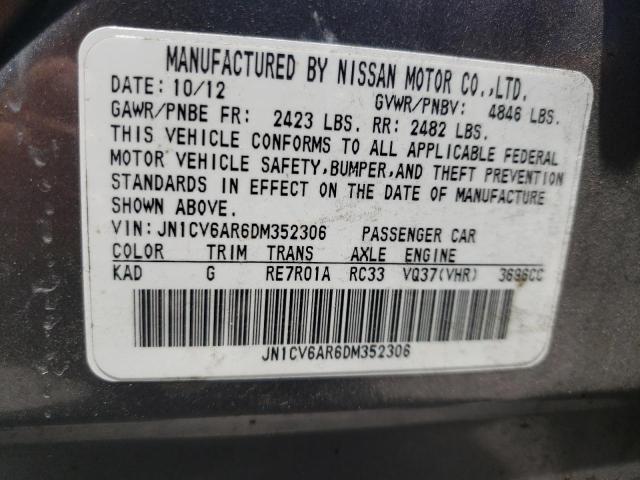 MANUFACTURED BY NISSAN MOTOR CO.,LTD.
DATE: 10/12 GVWR/PNBV: 4846 LBS.
GAWR/PNBE FR: 2423 LBS. RR: 2482 LBS.
THIS VEHICLE CONFORMS TO ALL APPLICABLE FEDERAL
MOTOR VEHICLE SAFETY,BUMPER,AND THEFT PREVENTION
STANDARDS IN EFFECT ON THE DATE OF MANUFACTURE
SHOWN ABOVE.
VIN:JN1CV6AR6DM352306 PASSENGER CAR
COLOR TRIM TRANS AXLE ENGINE
KAD G RE7R01A RC33 VQ37(VHR) 3696CC
JN1CV6AR6DM352306